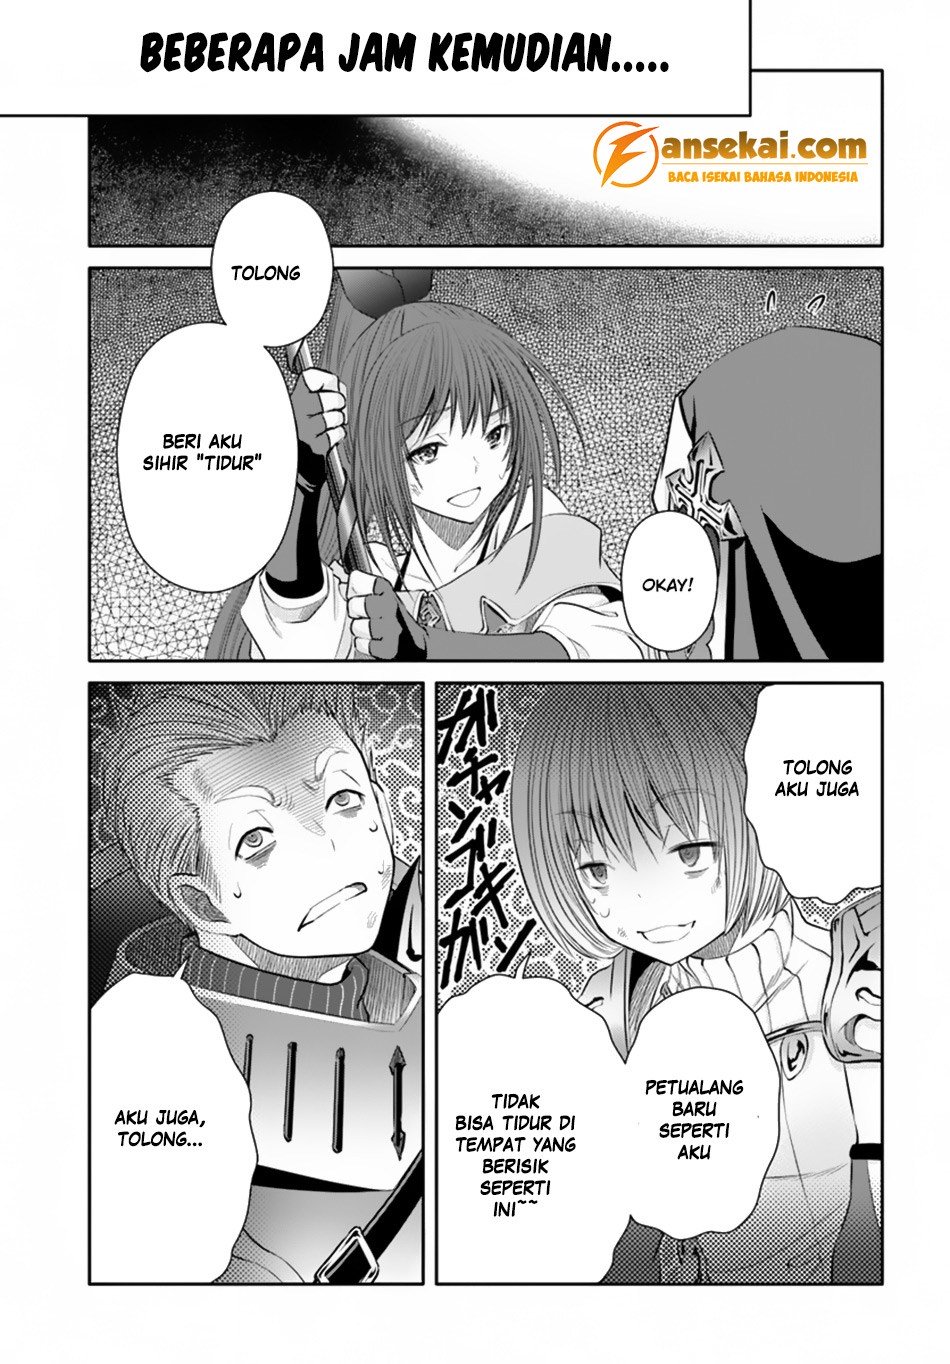 BEBERAPA JAM KEMUDIAN.....
ansekai.com
BACA ISEKAI BAHASA INDONESIA
TOLONG
BERI AKU
SIHIR "TIDUR"
OKAY!
TOLONG
AKU JUGA
ガチャンゴキィガン
PETUALANG
BARU
SEPERTI
AKU
TIDAK
BISA TIDUR DI
TEMPAT YANG
BERISIK
SEPERTI
INI~~
AKU JUGA,
TOLONG...